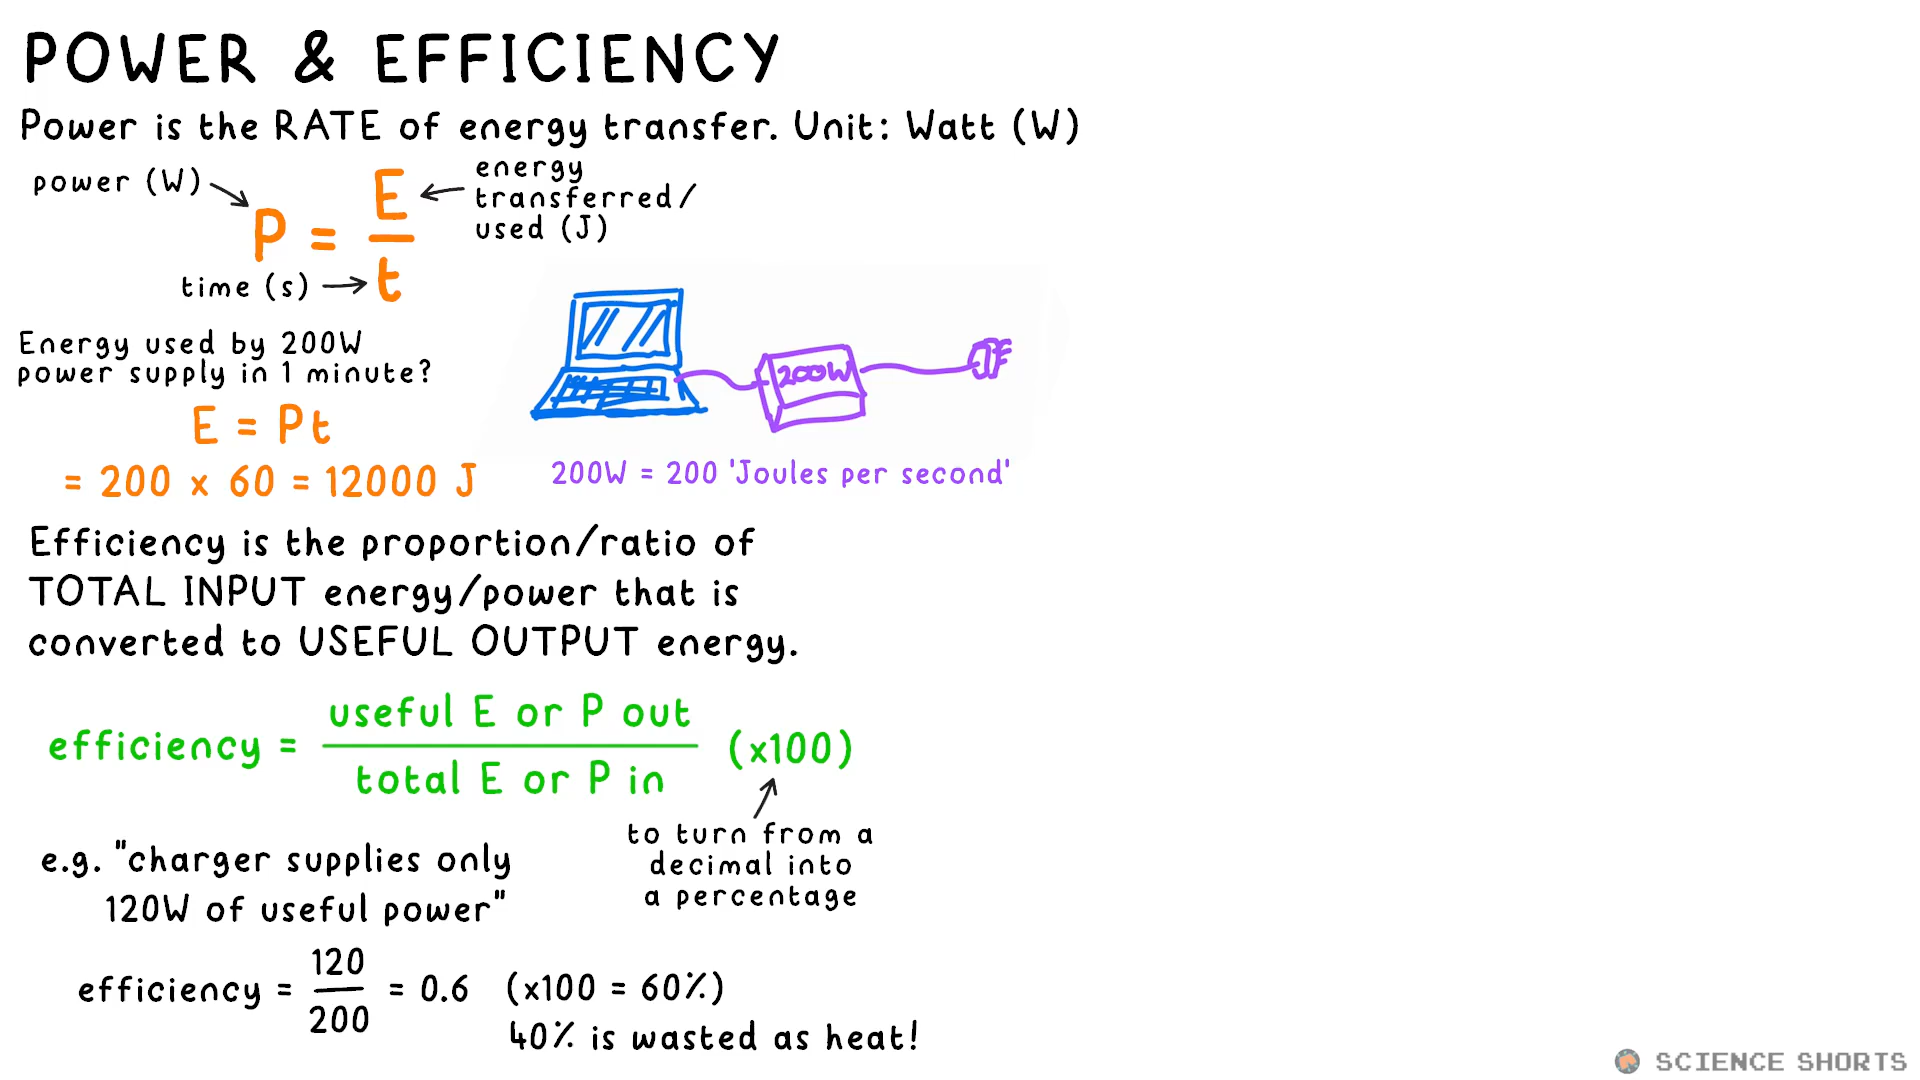 POWER & EFFICIENCY
Power is the RATE of energy transfer. Unit: Watt (W)
power (W)
P = E / t
energy
transferred/
used (J)
time (s)
Energy used by 200W
power supply in 1 minute?
E = Pt
= 200 x 60 = 12000 J
200W
200W = 200 'Joules per second'
Efficiency is the proportion/ratio of
TOTAL INPUT energy/power that is
converted to USEFUL OUTPUT energy.
efficiency = useful E or P out / total E or P in (x100)
to turn from a
decimal into
a percentage
e.g. "charger supplies only
120W of useful power"
efficiency = 120 / 200 = 0.6 (x100 = 60%)
40% is wasted as heat!
SCIENCE SHORTS